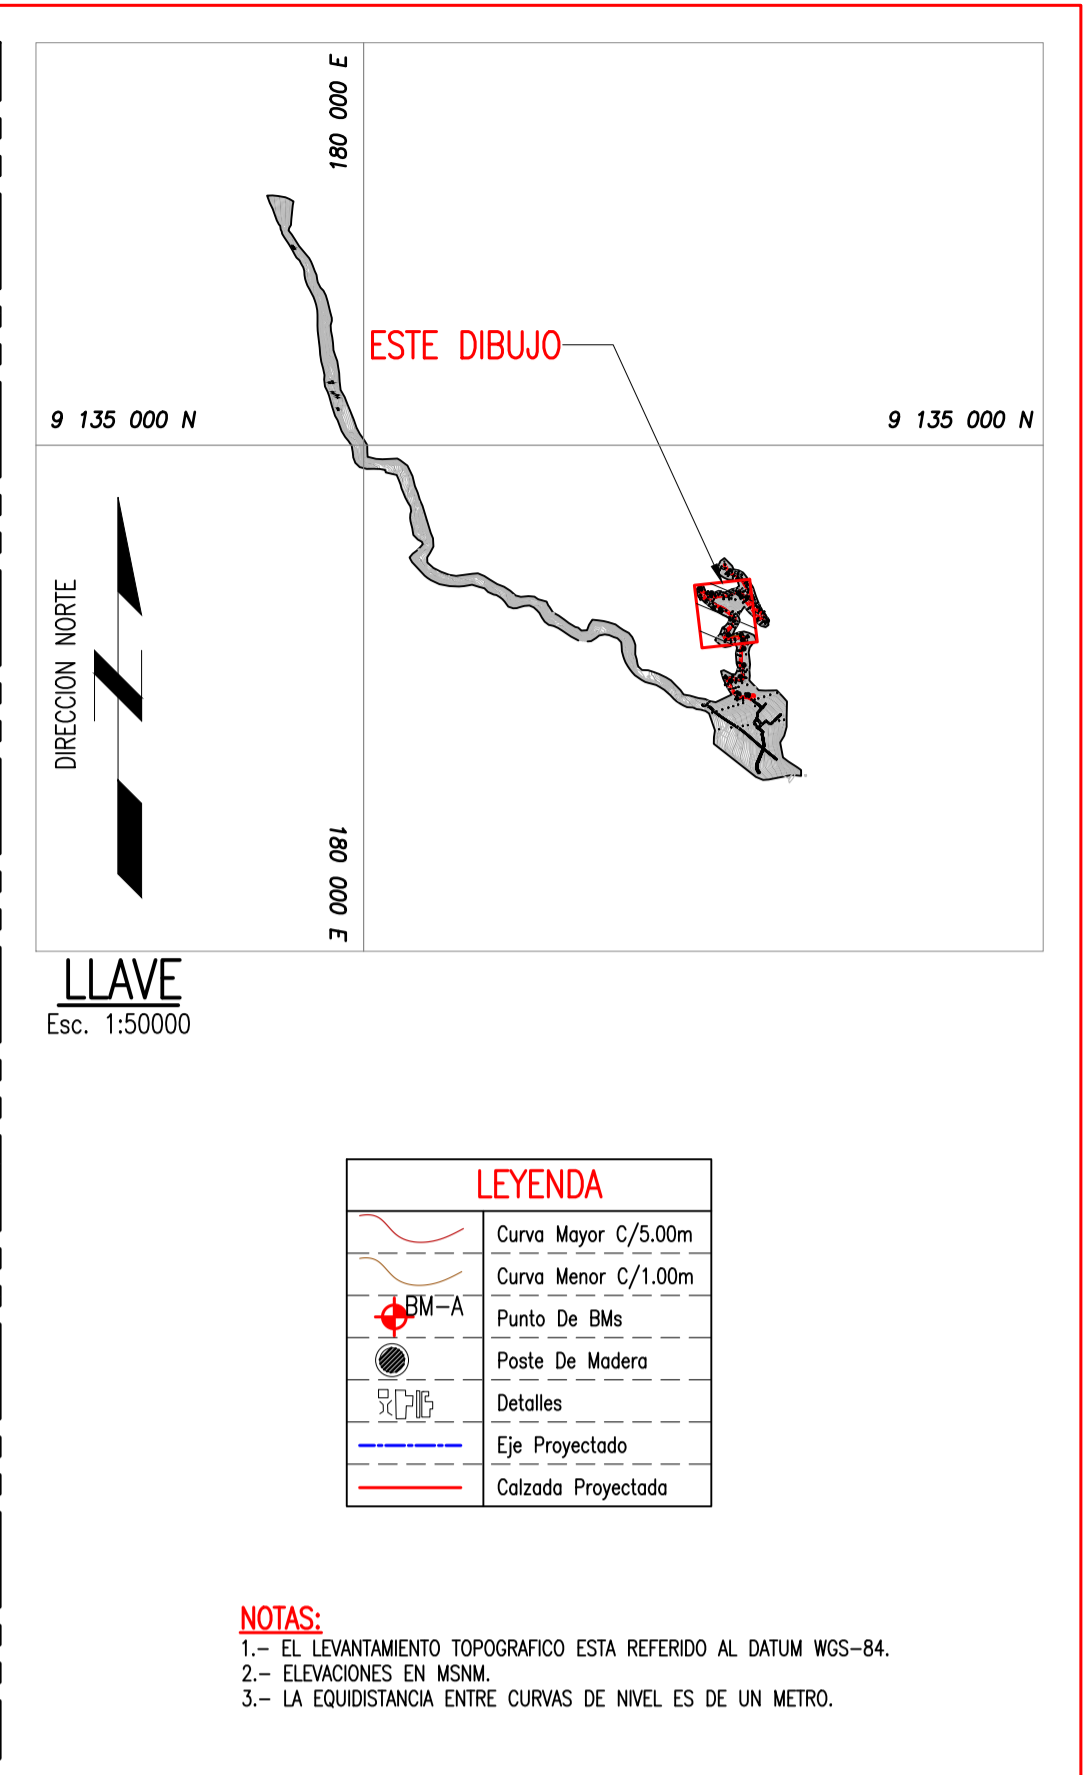 180 000 E
ESTE DIBUJO
9 135 000 N
9 135 000 N
DIRECCION NORTE
180 000 E
LLAVE
Esc. 1:50000
LEYENDA
Curva Mayor C/5.00m
Curva Menor C/1.00m
BM-A
Punto De BMs
Poste De Madera
Detalles
Eje Proyectado
Calzada Proyectada
NOTAS:
1.- EL LEVANTAMIENTO TOPOGRAFICO ESTA REFERIDO AL DATUM WGS-84.
2.- ELEVACIONES EN MSNM.
3.- LA EQUIDISTANCIA ENTRE CURVAS DE NIVEL ES DE UN METRO.